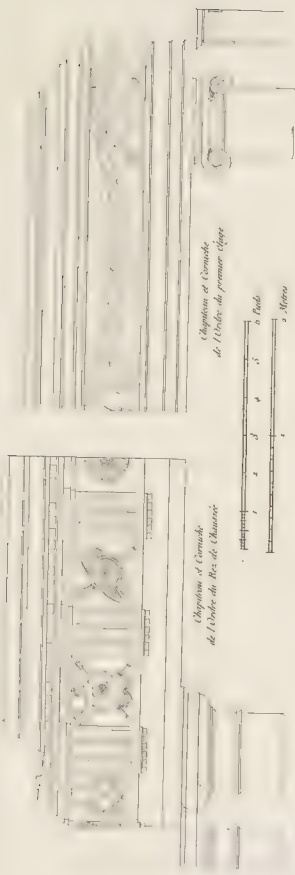 Chapiteau et Corniche
de l'Ordre du Rez de Chaussée
Chapiteau et Corniche
de l'Ordre du premier étage
1 2 3 4 5 6 Pieds
1 2 Mètres